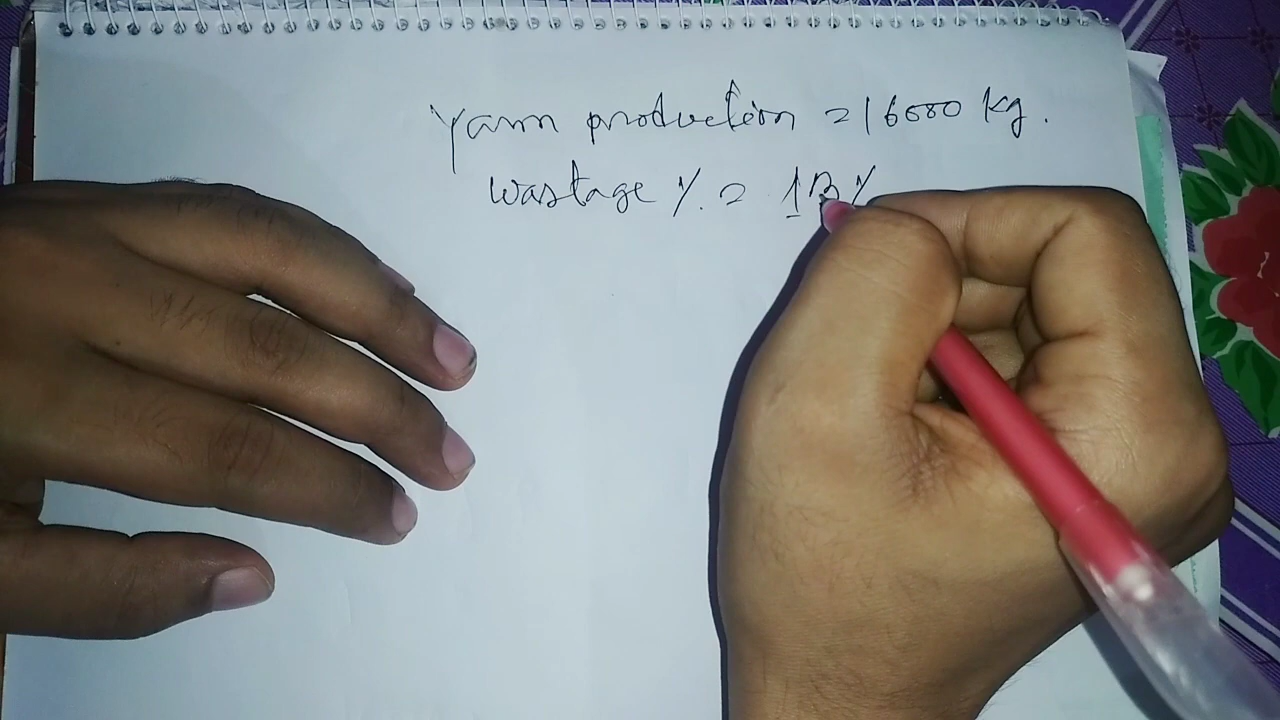 Yarn production = 16000 kg.
wastage % = 13%